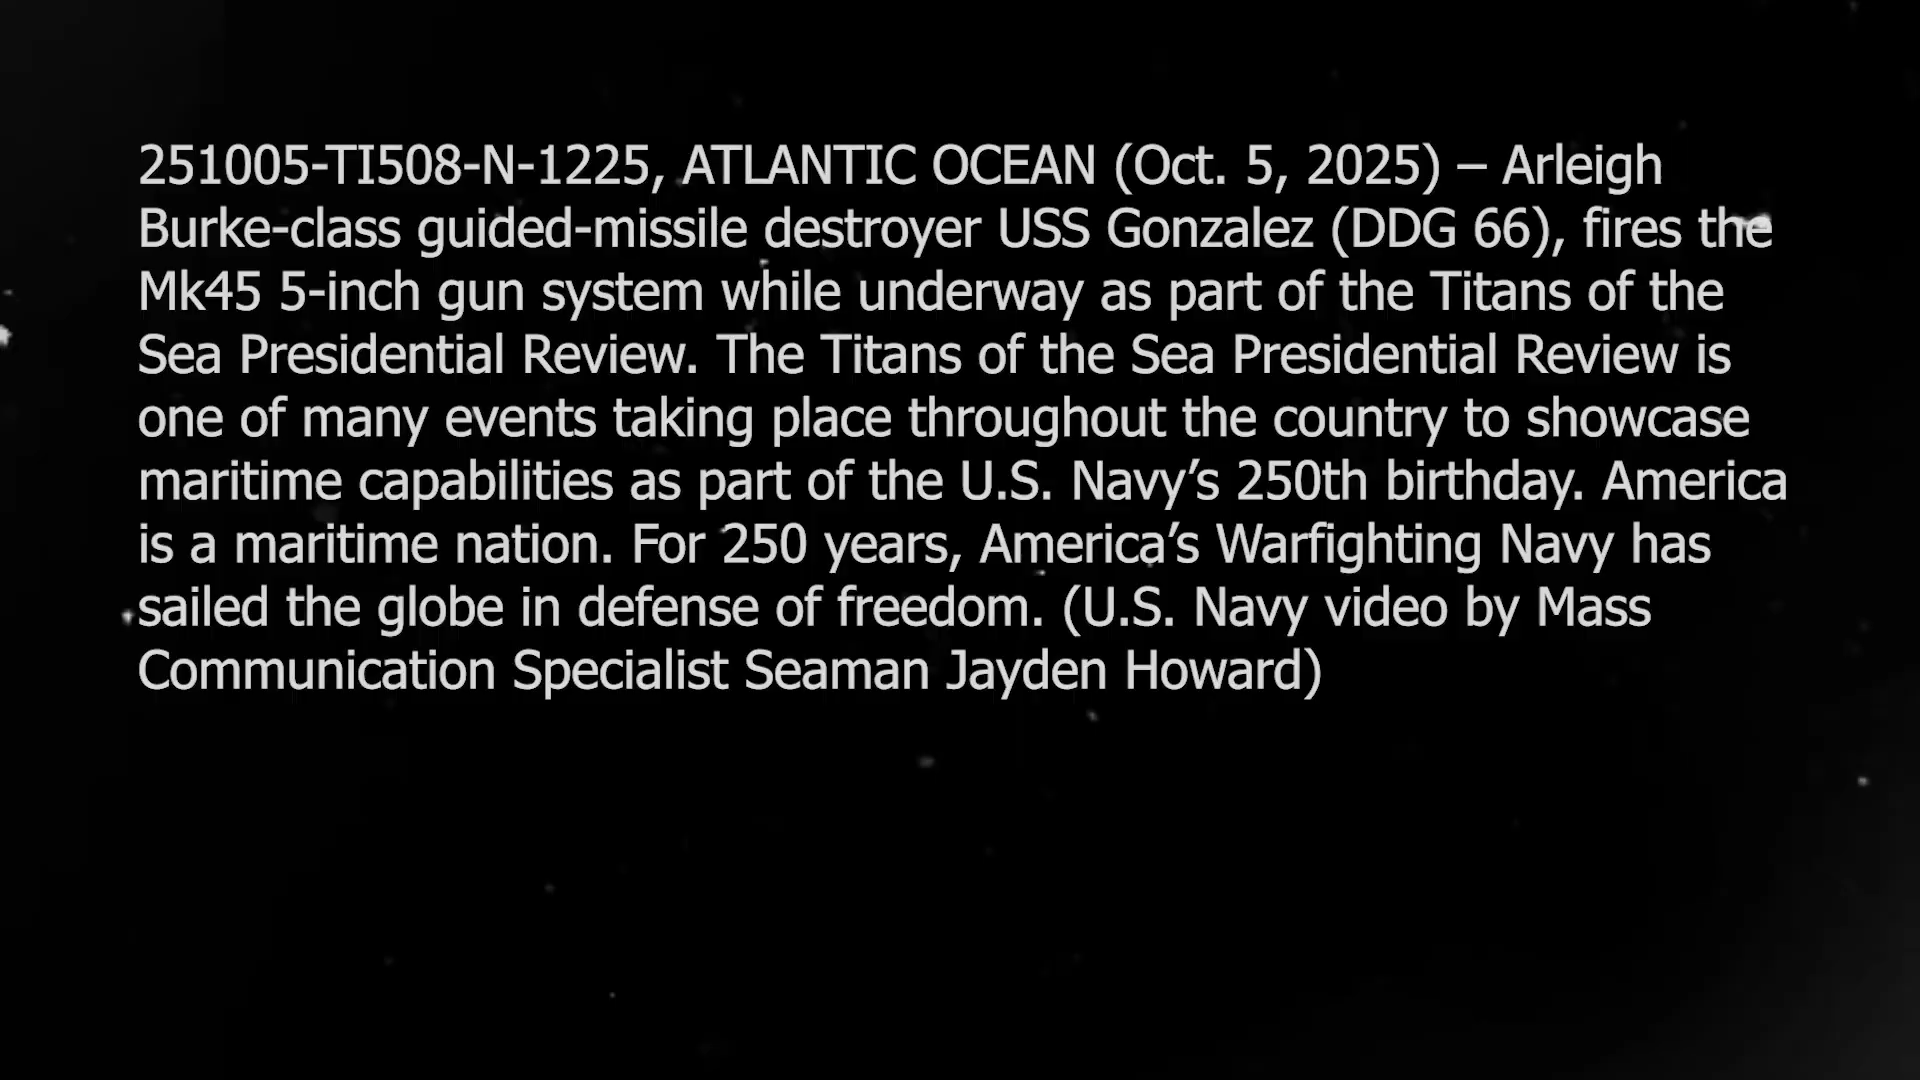 251005-TI508-N-1225, ATLANTIC OCEAN (Oct. 5, 2025) – Arleigh
Burke-class guided-missile destroyer USS Gonzalez (DDG 66), fires the
Mk45 5-inch gun system while underway as part of the Titans of the
Sea Presidential Review. The Titans of the Sea Presidential Review is
one of many events taking place throughout the country to showcase
maritime capabilities as part of the U.S. Navy’s 250th birthday. America
is a maritime nation. For 250 years, America’s Warfighting Navy has
sailed the globe in defense of freedom. (U.S. Navy video by Mass
Communication Specialist Seaman Jayden Howard)